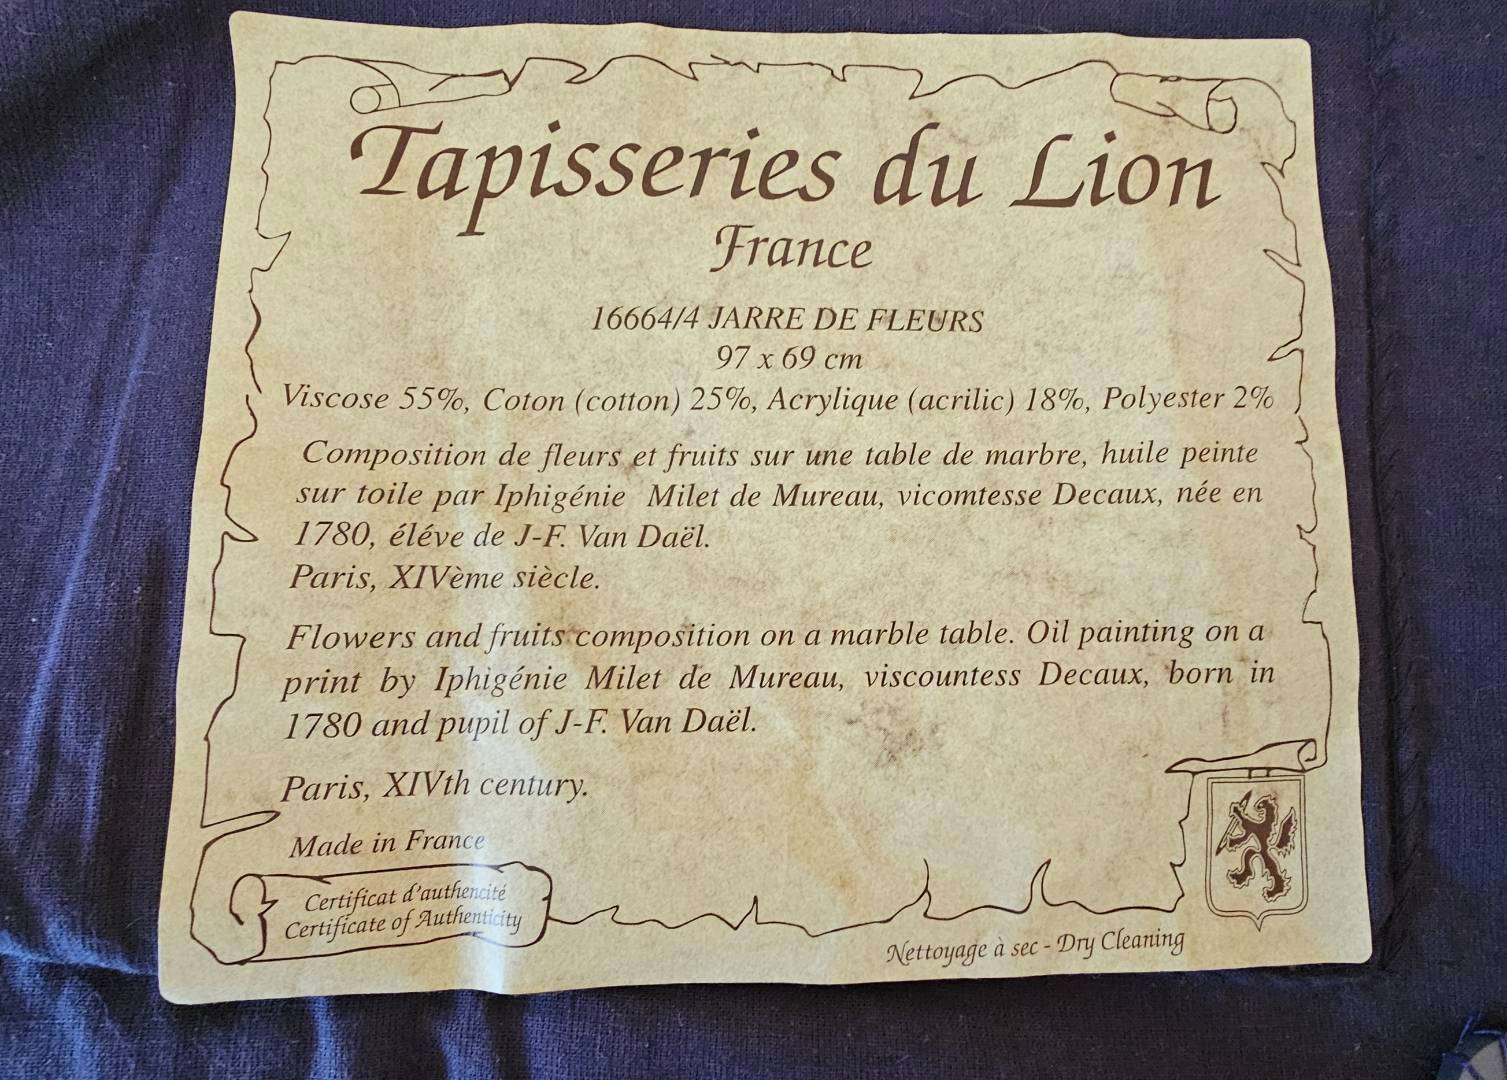 Tapisseries du Lion
France
16664/4 JARRE DE FLEURS
97 x 69 cm
Viscose 55%, Coton (cotton) 25%, Acrylique (acrilic) 18%, Polyester 2%
Composition de fleurs et fruits sur une table de marbre, huile peinte
sur toile par Iphigénie Milet de Mureau, vicomtesse Decaux, née en
1780, éléve de J-F. Van Daël.
Paris, XIVème siècle.
Flowers and fruits composition on a marble table. Oil painting on a
print by Iphigénie Milet de Mureau, viscountess Decaux, born in
1780 and pupil of J-F. Van Daël.
Paris, XIVth century.
Made in France
Certificat d'authencité
Certificate of Authenticity
Nettoyage à sec - Dry Cleaning